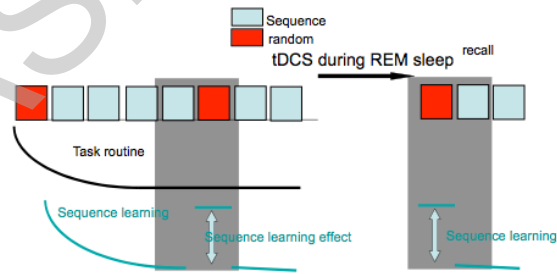 Sequence
random
tDCS during REM sleep recall
Task routine
Sequence learning
Sequence learning effect
Sequence learning